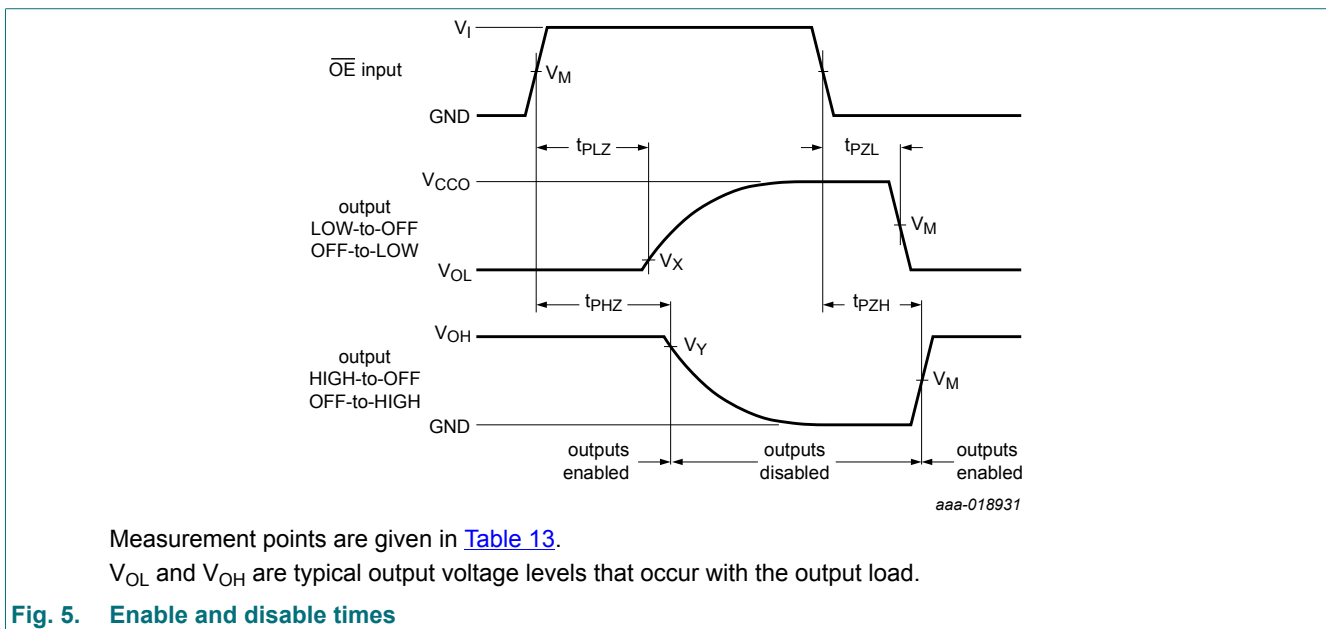 V_I
O̅E̅ input
V_M
GND
t_PLZ
t_PZL
V_CCO
output
LOW-to-OFF
OFF-to-LOW
V_M
V_X
V_OL
t_PHZ
t_PZH
V_OH
V_Y
output
HIGH-to-OFF
OFF-to-HIGH
V_M
GND
outputs
enabled
outputs
disabled
outputs
enabled
aaa-018931
Measurement points are given in Table 13.
V_OL and V_OH are typical output voltage levels that occur with the output load.
Fig. 5. Enable and disable times